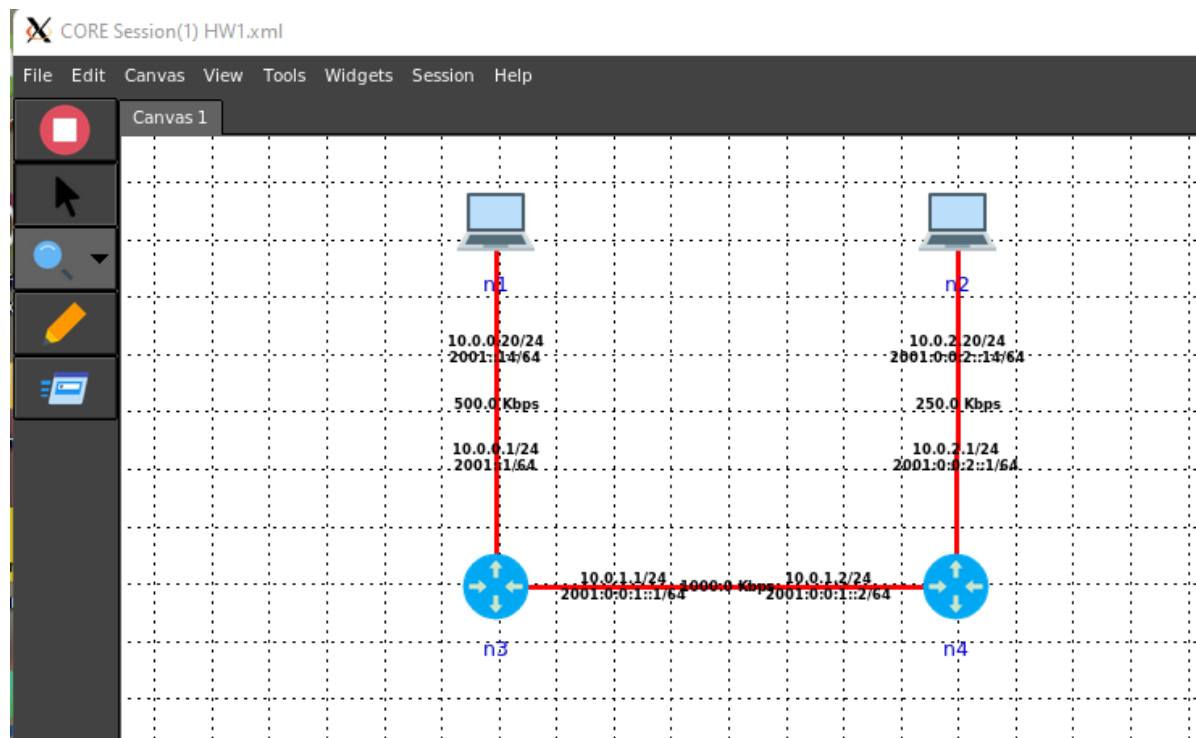 CORE Session(1) HW1.xml
File Edit Canvas View Tools Widgets Session Help
Canvas 1
n1
n2
10.0.0.20/24
2001::14/64
10.0.2.20/24
2001:0:0:2::14/64
500.0 Kbps
250.0 Kbps
10.0.0.1/24
2001::1/64
10.0.2.1/24
2001:0:0:2::1/64
10.0.1.1/24
2001:0:0:1::1/64
1000.0 Kbps
10.0.1.2/24
2001:0:0:1::2/64
n3
n4